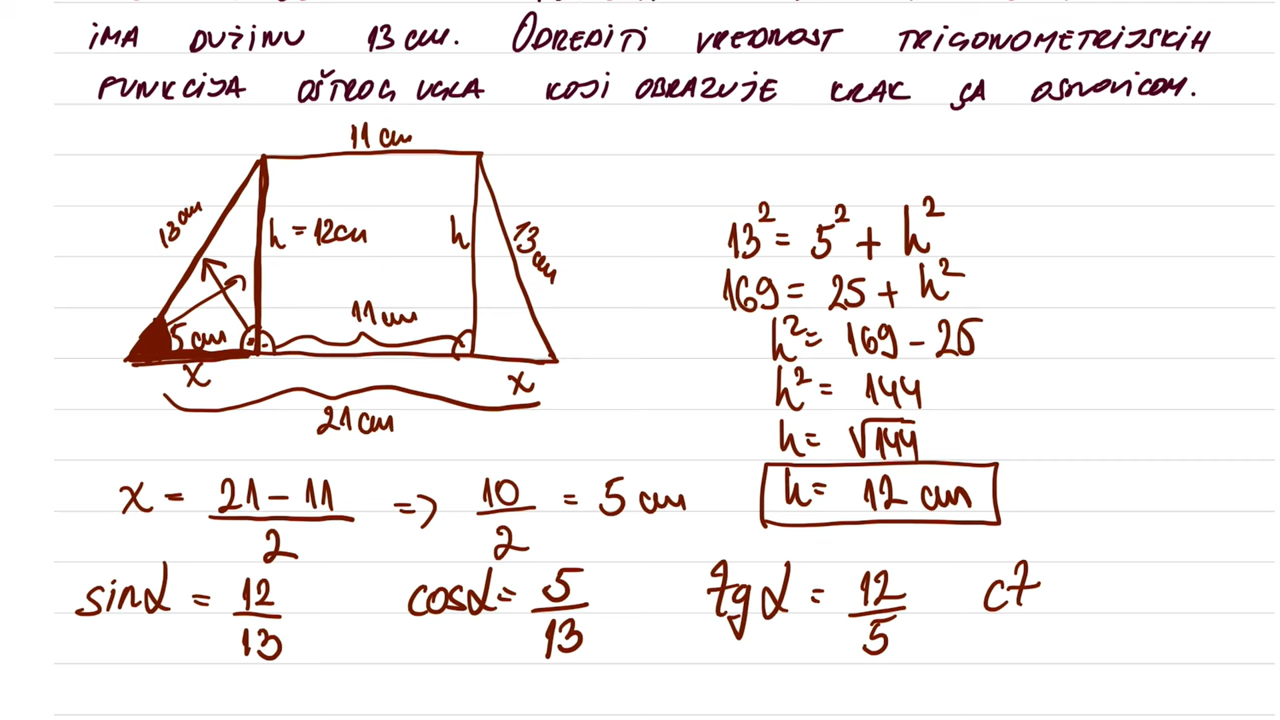 IMA DUŽINU 13 cm. ODREDITI VREDNOST TRIGONOMETRIJSKIH
FUNKCIJA OŠTROG UGLA KOJI OBRAZUJE KRAK SA OSNOVICOM.
11 cm
13 cm
h = 12cm
h
13 cm
5 cm
11 cm
x
x
21 cm
13² = 5² + h²
169 = 25 + h²
h² = 169 - 25
h² = 144
h = √144
h = 12 cm
x = 21 - 11 / 2 => 10 / 2 = 5 cm
sinα = 12/13 cosα = 5/13 tgα = 12/5 ct